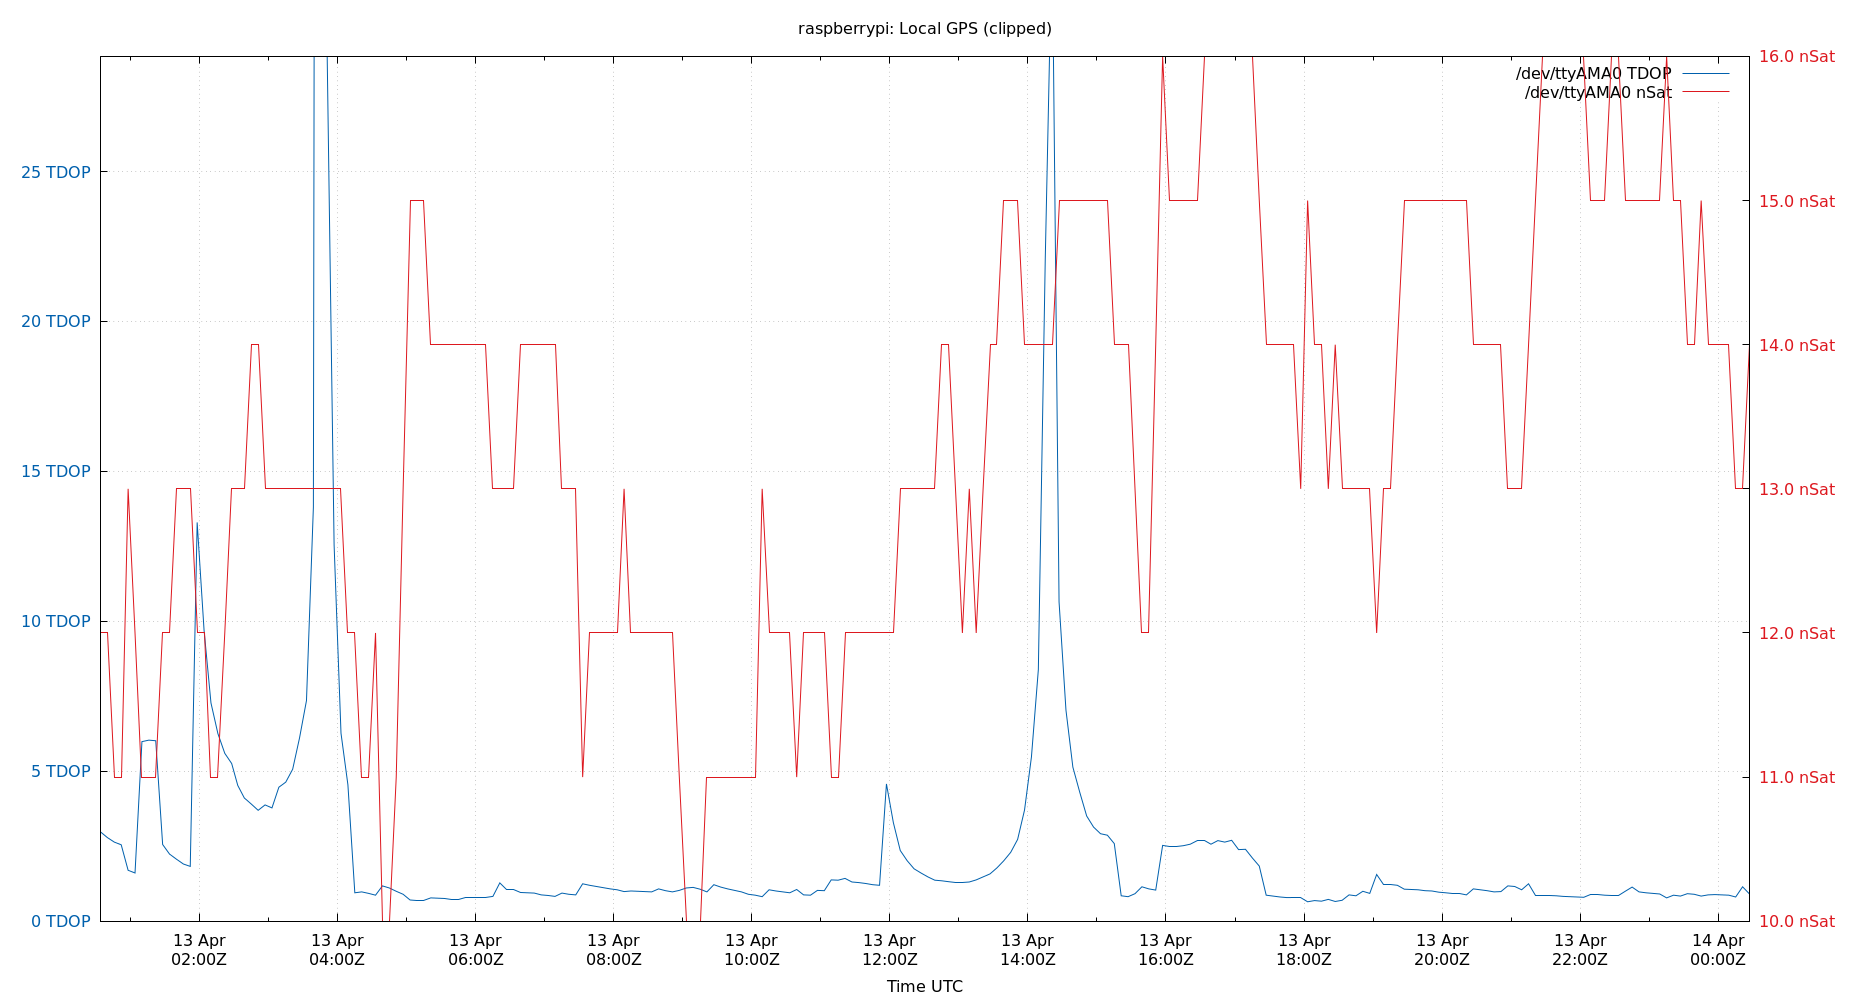 raspberrypi: Local GPS (clipped)
16.0 nSat
/dev/ttyAMA0 TDOP
/dev/ttyAMA0 nSat
25 TDOP
15.0 nSat
20 TDOP
14.0 nSat
15 TDOP
13.0 nSat
10 TDOP
12.0 nSat
5 TDOP
11.0 nSat
0 TDOP
10.0 nSat
13 Apr 13 Apr 13 Apr 13 Apr 13 Apr 13 Apr 13 Apr 13 Apr 13 Apr 13 Apr 13 Apr 14 Apr
02:00Z 04:00Z 06:00Z 08:00Z 10:00Z 12:00Z 14:00Z 16:00Z 18:00Z 20:00Z 22:00Z 00:00Z
Time UTC